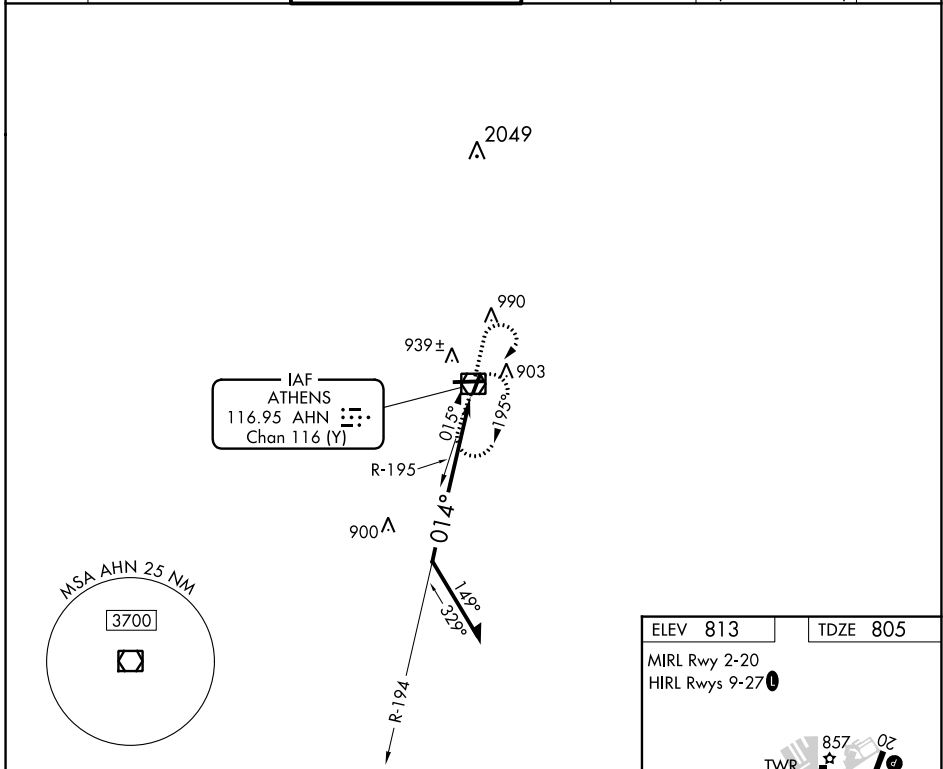 2049
990
939±
903
IAF
ATHENS
116.95 AHN
Chan 116 (Y)
015°
195°
R-195
014°
900
149°
329°
MSA AHN 25 NM
3700
R-194
ELEV 813 TDZE 805
MIRL Rwy 2-20
HIRL Rwys 9-27 L
857
20
TWR